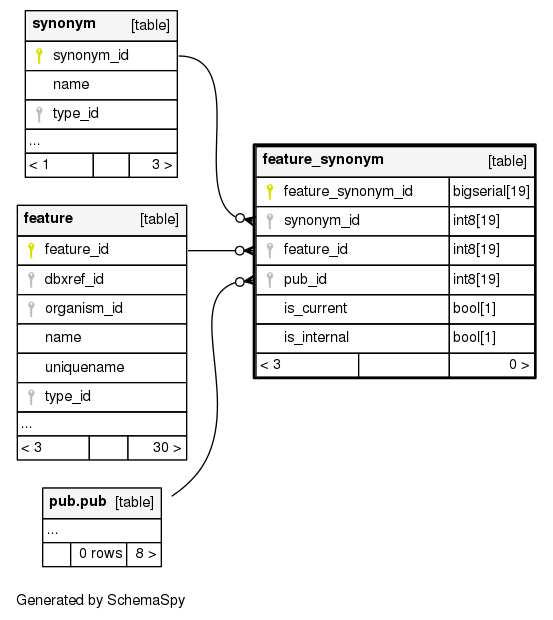 synonym [table]
synonym_id
name
type_id
...
< 1 3 >
feature_synonym [table]
feature_synonym_id bigserial[19]
synonym_id int8[19]
feature_id int8[19]
pub_id int8[19]
is_current bool[1]
is_internal bool[1]
< 3 0 >
feature [table]
feature_id
dbxref_id
organism_id
name
uniquename
type_id
...
< 3 30 >
pub.pub [table]
...
0 rows 8 >
Generated by SchemaSpy